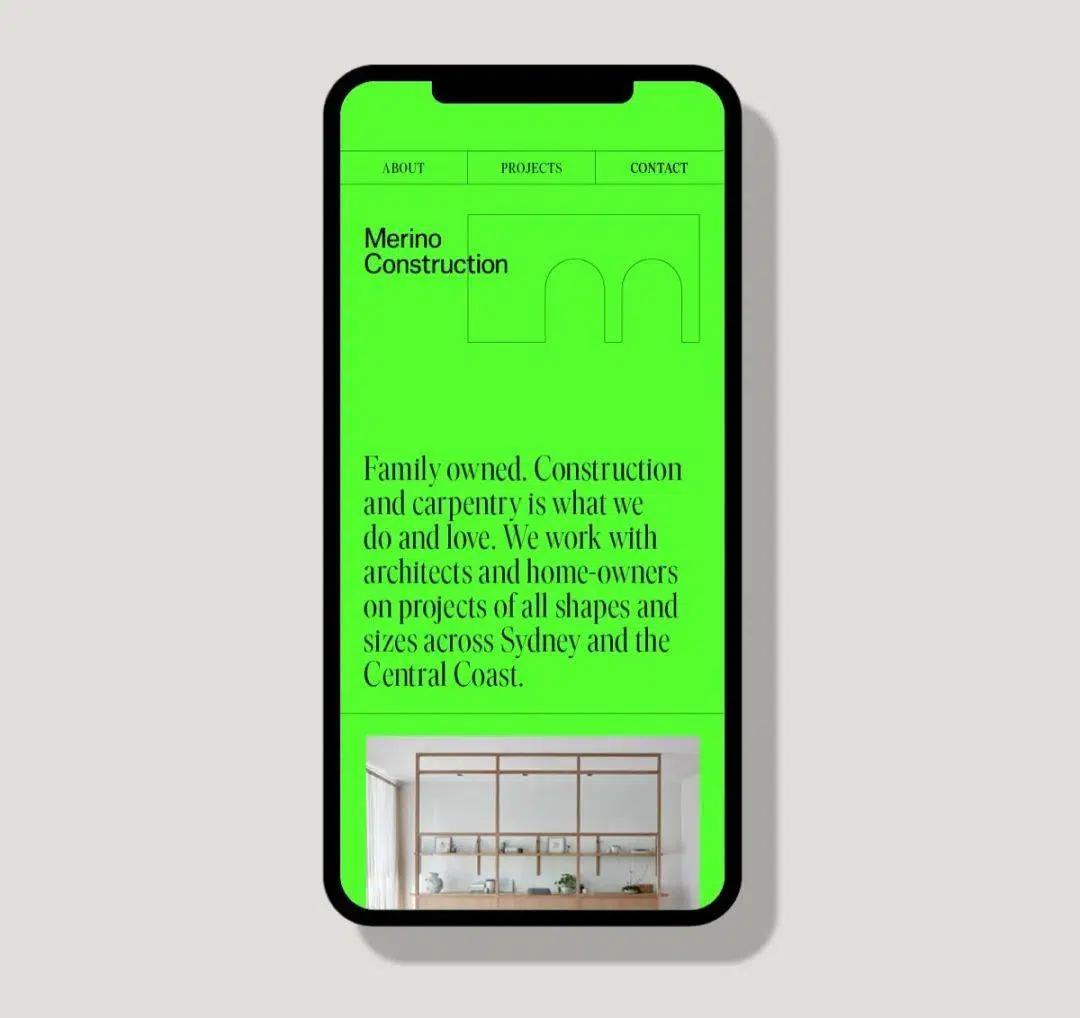 ABOUT
PROJECTS
CONTACT
Merino
Construction
Family owned. Construction
and carpentry is what we
do and love. We work with
architects and home-owners
on projects of all shapes and
sizes across Sydney and the
Central Coast.